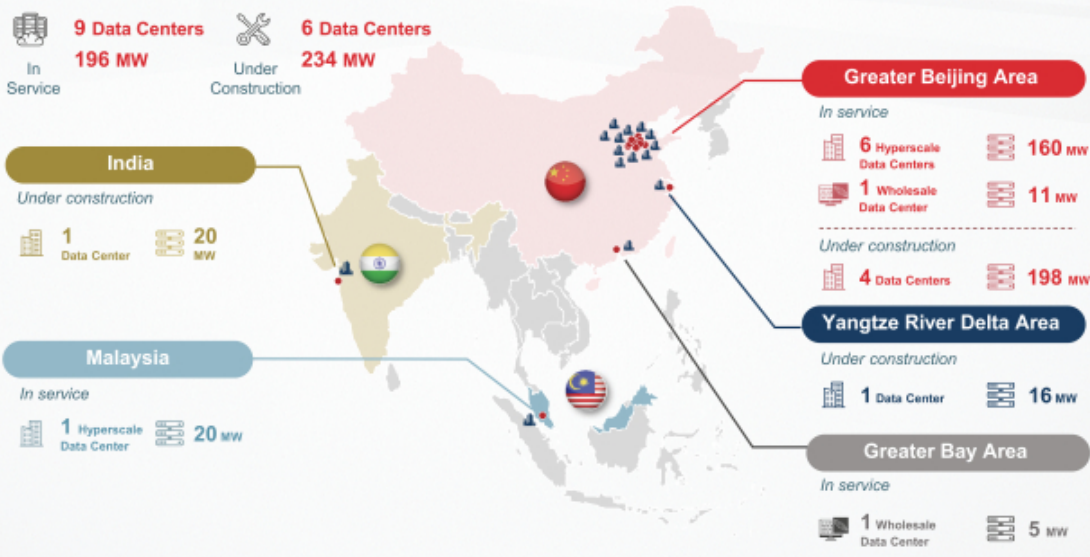 9 Data Centers
196 MW
In
Service
6 Data Centers
234 MW
Under
Construction
India
Under construction
1
Data Center
20
MW
Malaysia
In service
1 Hyperscale
Data Center
20 MW
Greater Beijing Area
In service
6 Hyperscale
Data Centers
160 MW
1 Wholesale
Data Center
11 MW
Under construction
4 Data Centers
198 MW
Yangtze River Delta Area
Under construction
1 Data Center
16 MW
Greater Bay Area
In service
1 Wholesale
Data Center
5 MW